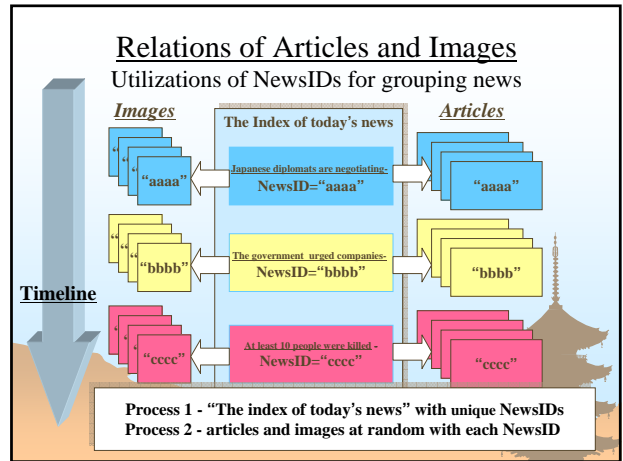 Relations of Articles and Images
Utilizations of NewsIDs for grouping news
Images
The Index of today's news
Articles
“aaaa”
Japanese diplomats are negotiating-
NewsID=“aaaa”
“aaaa”
“bbbb”
The government urged companies-
NewsID=“bbbb”
“bbbb”
Timeline
“cccc”
At least 10 people were killed -
NewsID=“cccc”
“cccc”
Process 1 - “The index of today's news” with unique NewsIDs
Process 2 - articles and images at random with each NewsID